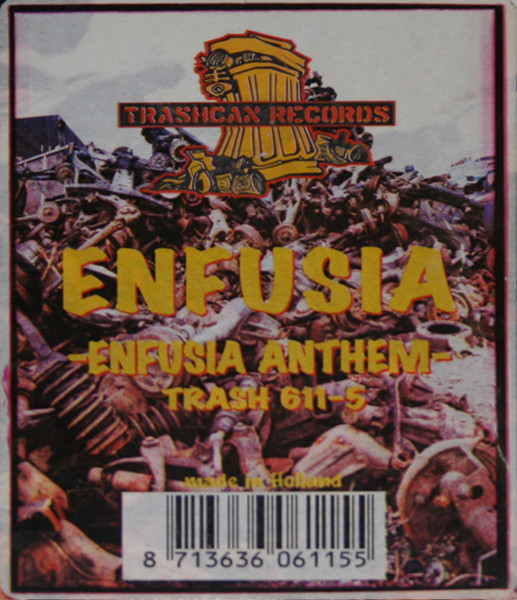 TRASHCAN RECORDS
ENFUSIA
-ENFUSIA ANTHEM-
TRASH 611-5
made in Holland
8 713636 061155